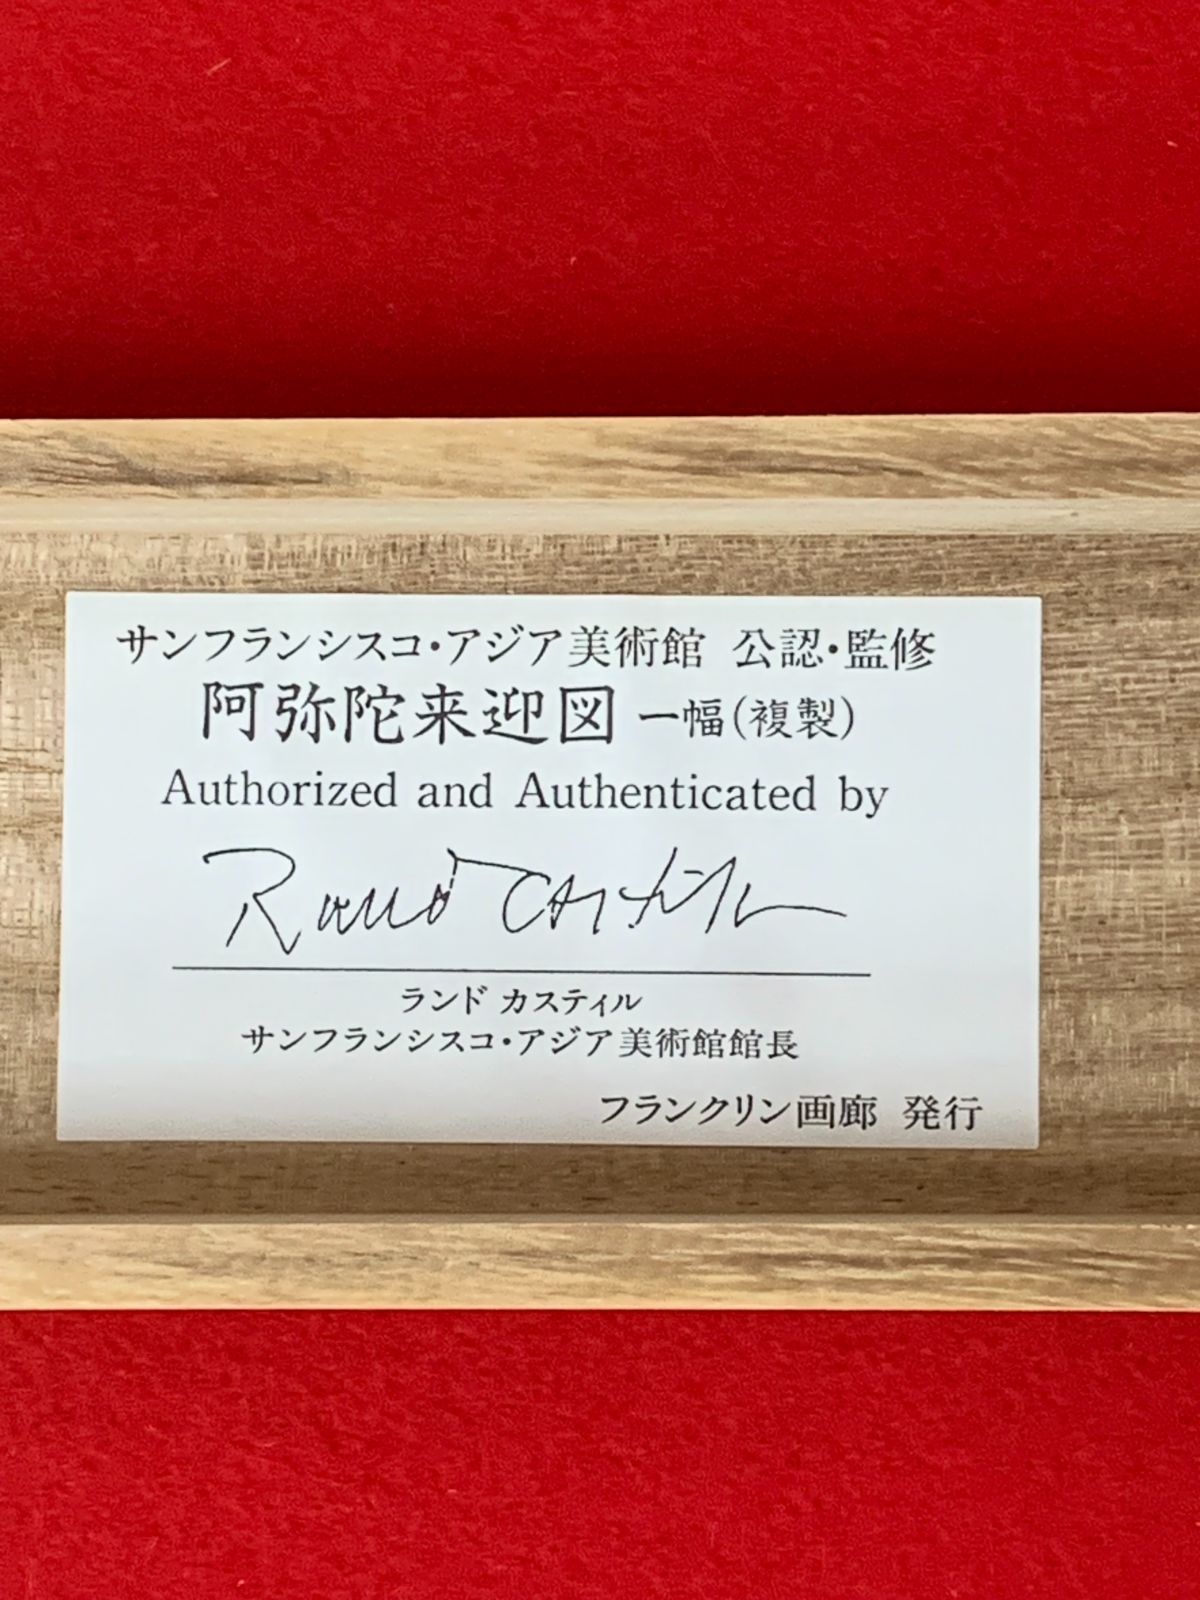 サンフランシスコ・アジア美術館 公認・監修
阿弥陀来迎図 一幅(複製)
Authorized and Authenticated by
Rand Castile
ランド カスティル
サンフランシスコ・アジア美術館館長
フランクリン画廊 発行